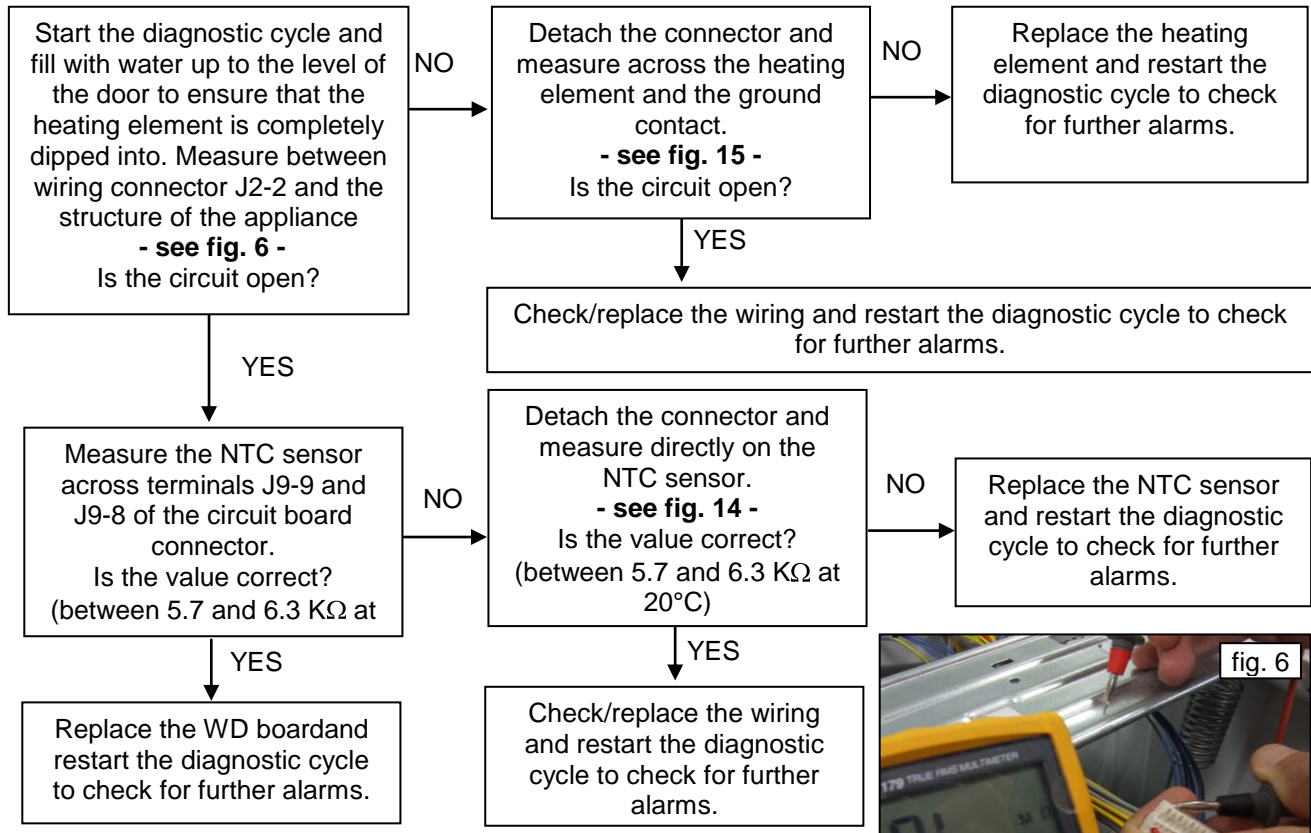 Start the diagnostic cycle and
fill with water up to the level of
the door to ensure that the
heating element is completely
dipped into. Measure between
wiring connector J2-2 and the
structure of the appliance
- see fig. 6 -
Is the circuit open?
NO
Detach the connector and
measure across the heating
element and the ground
contact.
- see fig. 15 -
Is the circuit open?
NO
Replace the heating
element and restart the
diagnostic cycle to check
for further alarms.
YES
Check/replace the wiring and restart the diagnostic cycle to check
for further alarms.
YES
Measure the NTC sensor
across terminals J9-9 and
J9-8 of the circuit board
connector.
Is the value correct?
(between 5.7 and 6.3 KΩ at
NO
Detach the connector and
measure directly on the
NTC sensor.
- see fig. 14 -
Is the value correct?
(between 5.7 and 6.3 KΩ at
20°C)
NO
Replace the NTC sensor
and restart the diagnostic
cycle to check for further
alarms.
YES
Replace the WD boardand
restart the diagnostic cycle
to check for further alarms.
YES
Check/replace the wiring
and restart the diagnostic
cycle to check for further
alarms.
fig. 6
179 TRUE RMS MULTIMETER